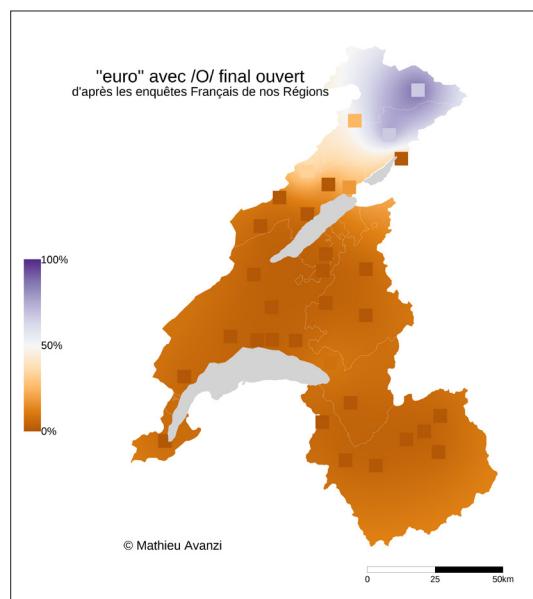 "euro" avec /O/ final ouvert
d'après les enquêtes Français de nos Régions
100%
50%
0%
© Mathieu Avanzi
0 25 50km